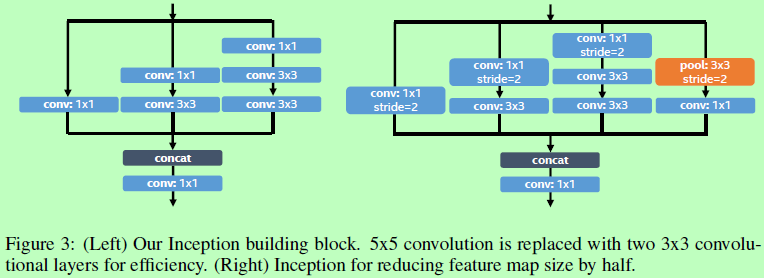 conv: 1x1
conv: 1x1
conv: 3x3
conv: 1x1
conv: 3x3
conv: 3x3
concat
conv: 1x1
conv: 1x1
stride=2
conv: 1x1
stride=2
conv: 3x3
conv: 1x1
stride=2
conv: 3x3
conv: 3x3
pool: 3x3
stride=2
conv: 1x1
concat
conv: 1x1
Figure 3: (Left) Our Inception building block. 5x5 convolution is replaced with two 3x3 convolu-
tional layers for efficiency. (Right) Inception for reducing feature map size by half.